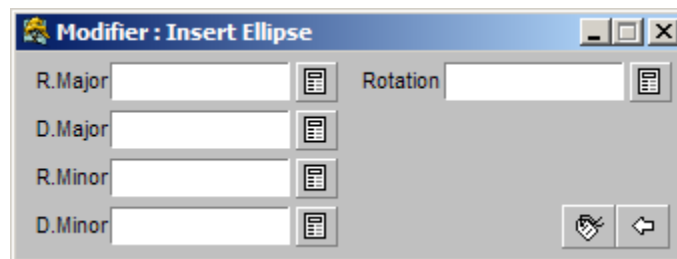 Modifier : Insert Ellipse
R.Major Rotation
D.Major
R.Minor
D.Minor